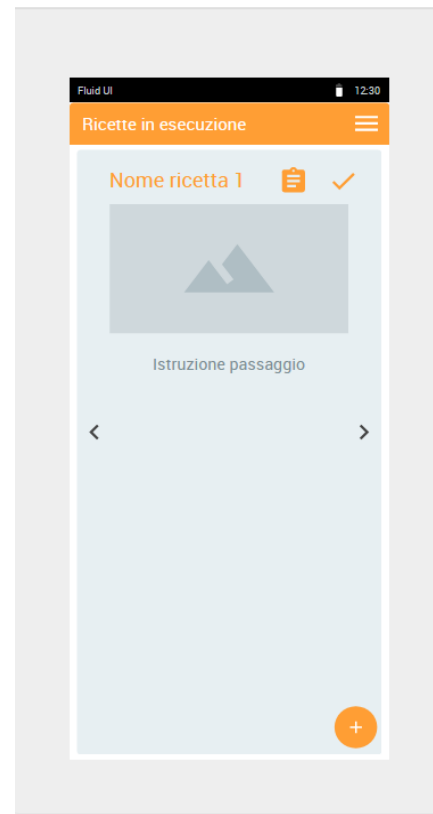 Fluid UI 12:30
Ricette in esecuzione
Nome ricetta 1
Istruzione passaggio